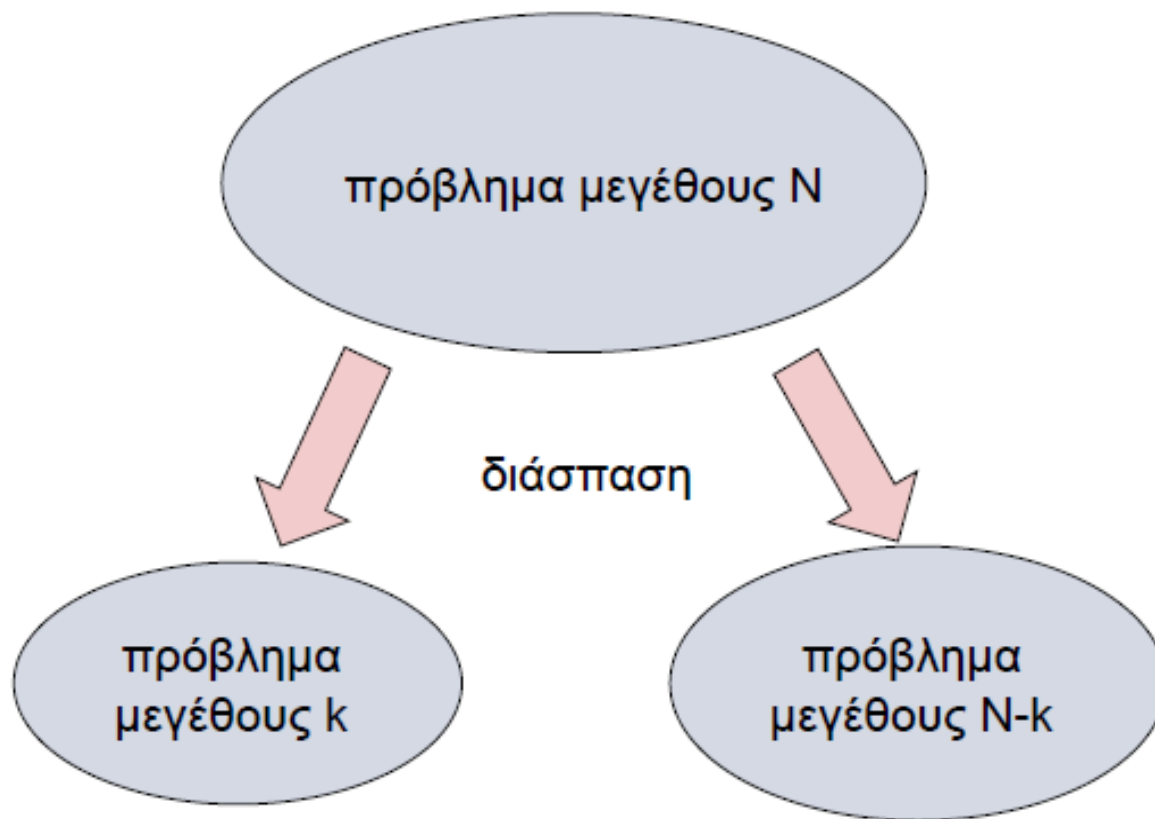 πρόβλημα μεγέθους Ν
διάσπαση
πρόβλημα
μεγέθους k
πρόβλημα
μεγέθους N-k